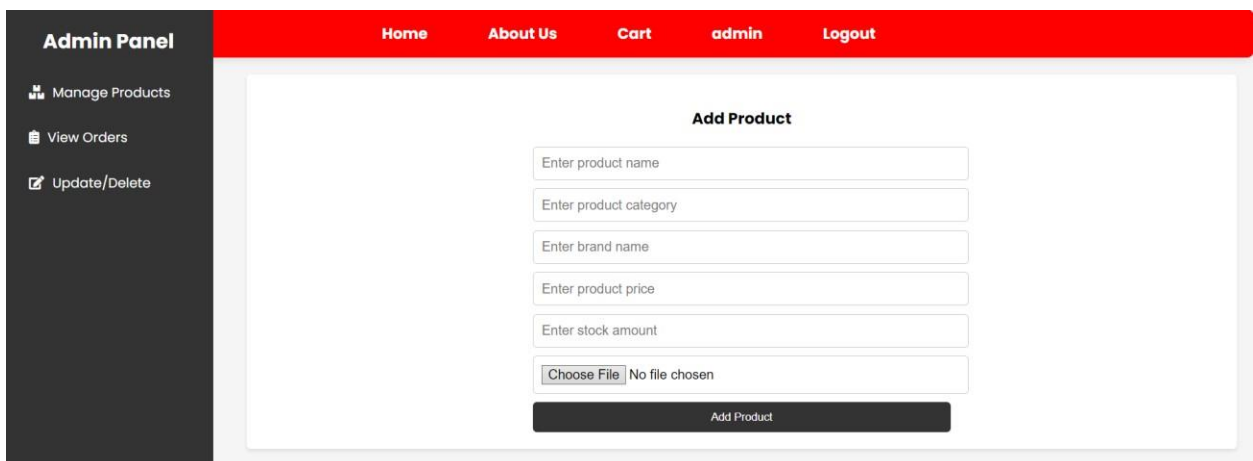 Admin Panel
Manage Products
View Orders
Update/Delete
Home About Us Cart admin Logout
Add Product
Enter product name
Enter product category
Enter brand name
Enter product price
Enter stock amount
Choose File No file chosen
Add Product